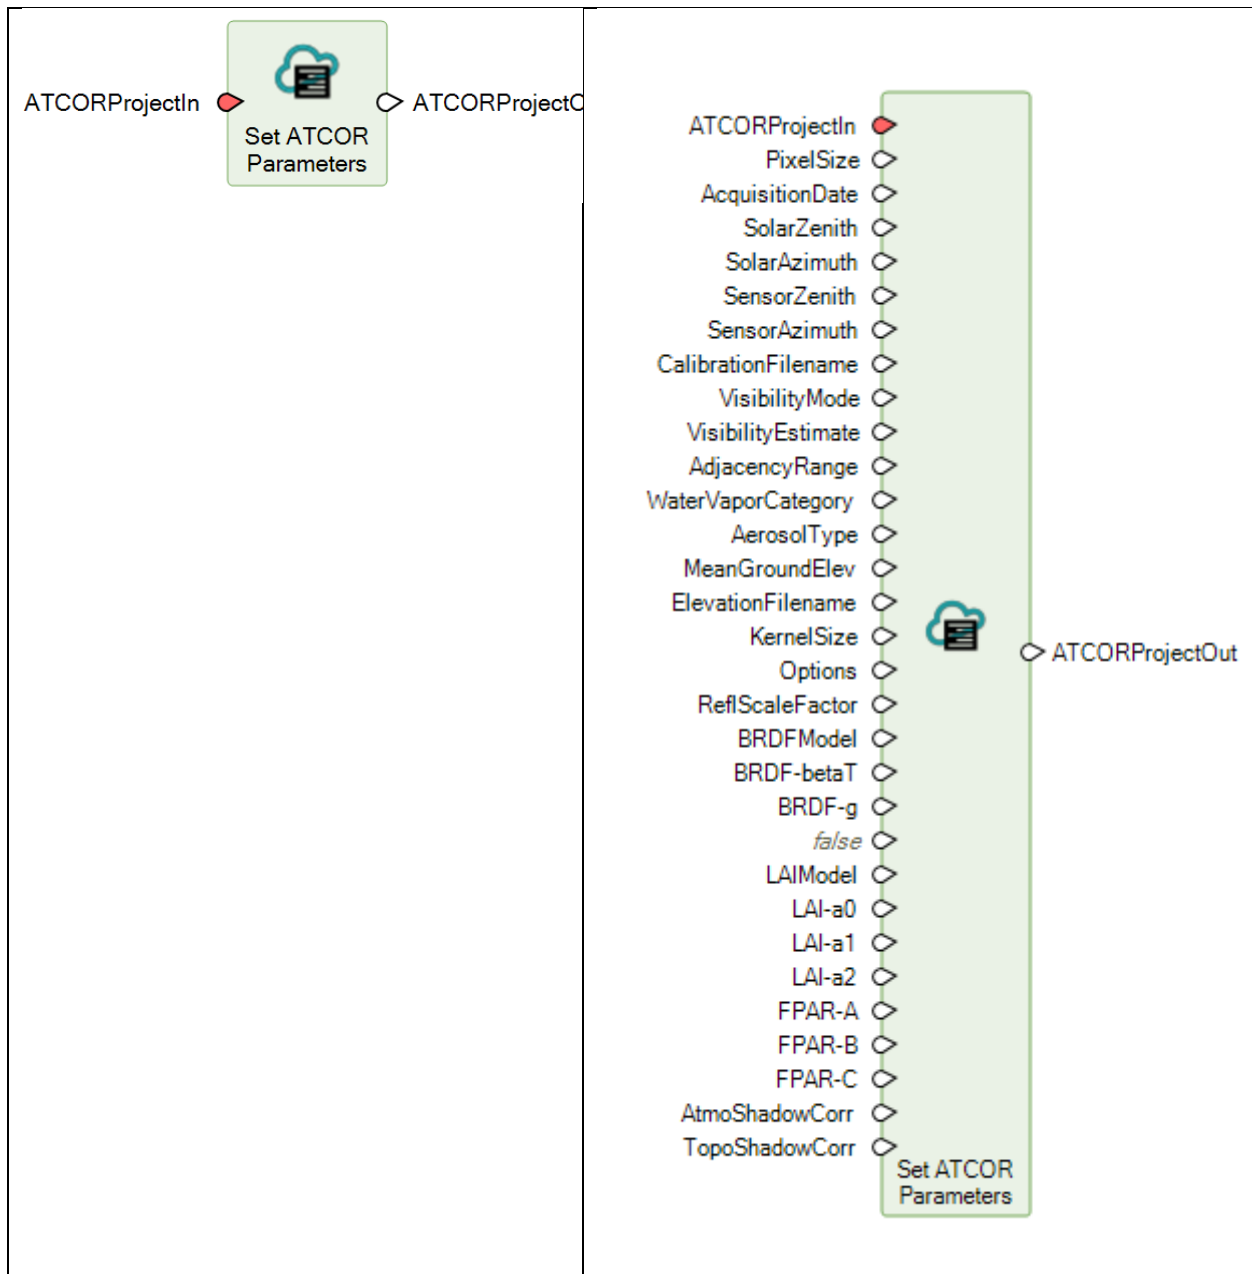 ATCORProjectIn
ATCORProjectO
Set ATCOR
Parameters
ATCORProjectIn
PixelSize
AcquisitionDate
SolarZenith
SolarAzimuth
SensorZenith
SensorAzimuth
CalibrationFilename
VisibilityMode
VisibilityEstimate
AdjacencyRange
WaterVaporCategory
AerosolType
MeanGroundElev
ElevationFilename
KernelSize
Options
ReflScaleFactor
BRDFModel
BRDF-betaT
BRDF-g
false
LAIModel
LAI-a0
LAI-a1
LAI-a2
FPAR-A
FPAR-B
FPAR-C
AtmoShadowCorr
TopoShadowCorr
ATCORProjectOut
Set ATCOR
Parameters